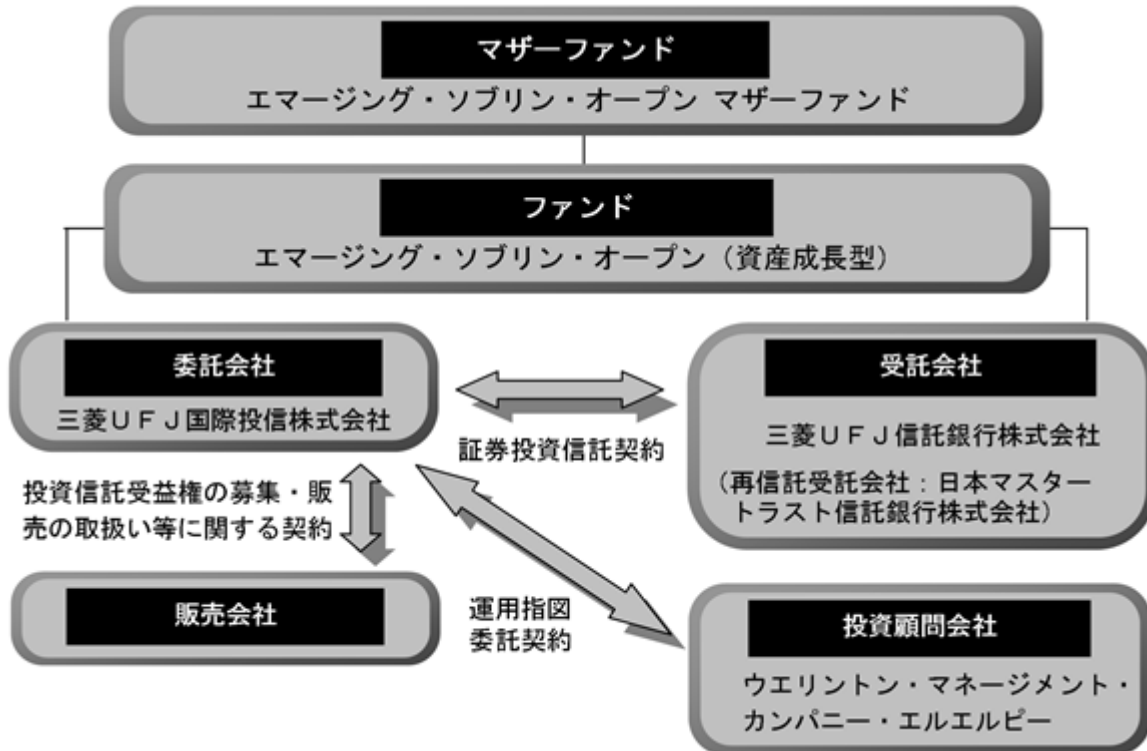 マザーファンド
エマージング・ソブリン・オープン マザーファンド
ファンド
エマージング・ソブリン・オープン（資産成長型）
委託会社
三菱ＵＦＪ国際投信株式会社
証券投資信託契約
受託会社
三菱ＵＦＪ信託銀行株式会社
（再信託受託会社：日本マスター
トラスト信託銀行株式会社）
投資信託受益権の募集・販
売の取扱い等に関する契約
販売会社
運用指図
委託契約
投資顧問会社
ウエリントン・マネージメント・
カンパニー・エルエルピー